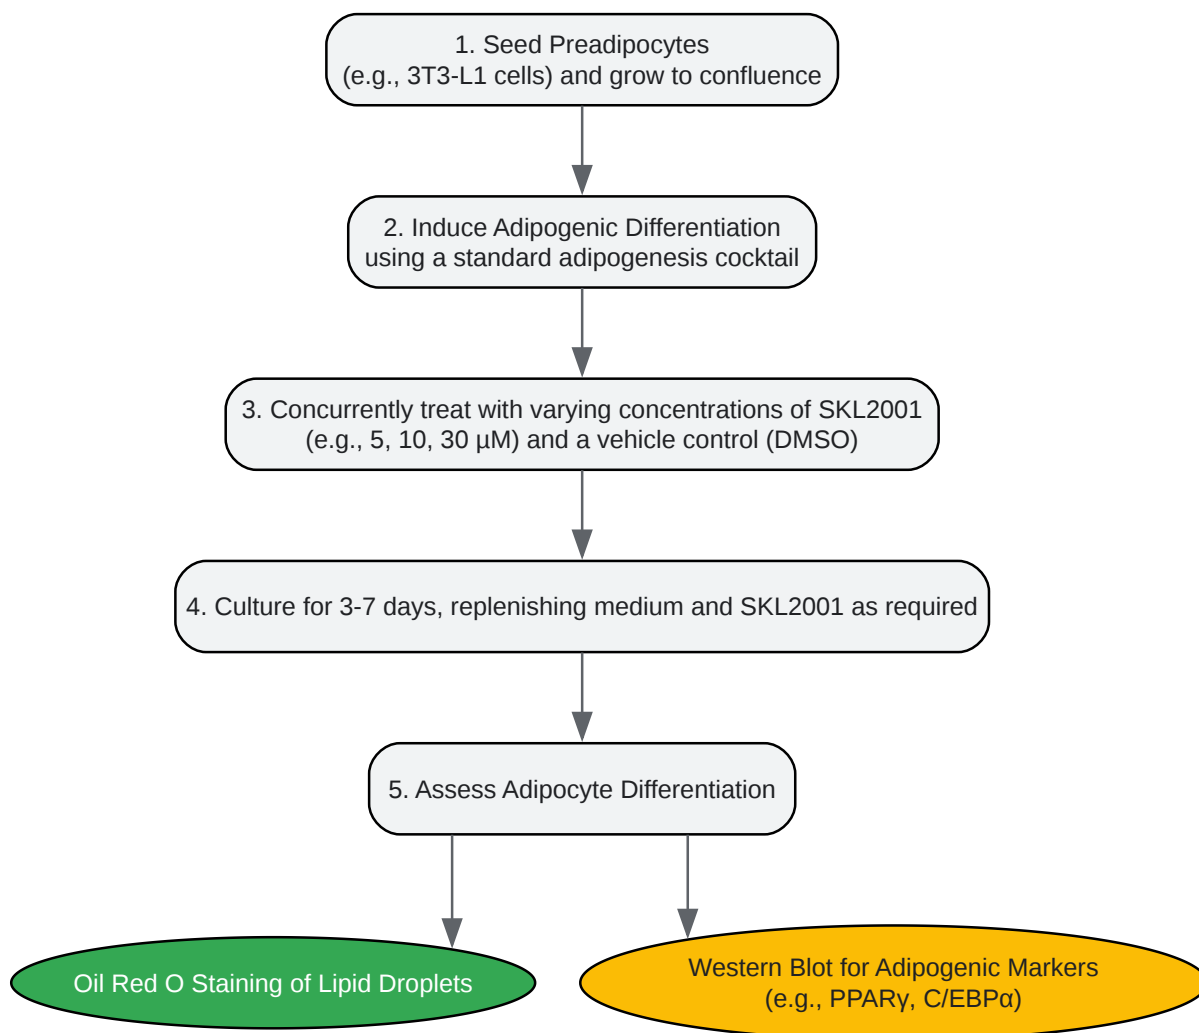 1. Seed Preadipocytes
(e.g., 3T3-L1 cells) and grow to confluence
2. Induce Adipogenic Differentiation
using a standard adipogenesis cocktail
3. Concurrently treat with varying concentrations of SKL2001
(e.g., 5, 10, 30 µM) and a vehicle control (DMSO)
4. Culture for 3-7 days, replenishing medium and SKL2001 as required
5. Assess Adipocyte Differentiation
Oil Red O Staining of Lipid Droplets
Western Blot for Adipogenic Markers
(e.g., PPARγ, C/EBPα)